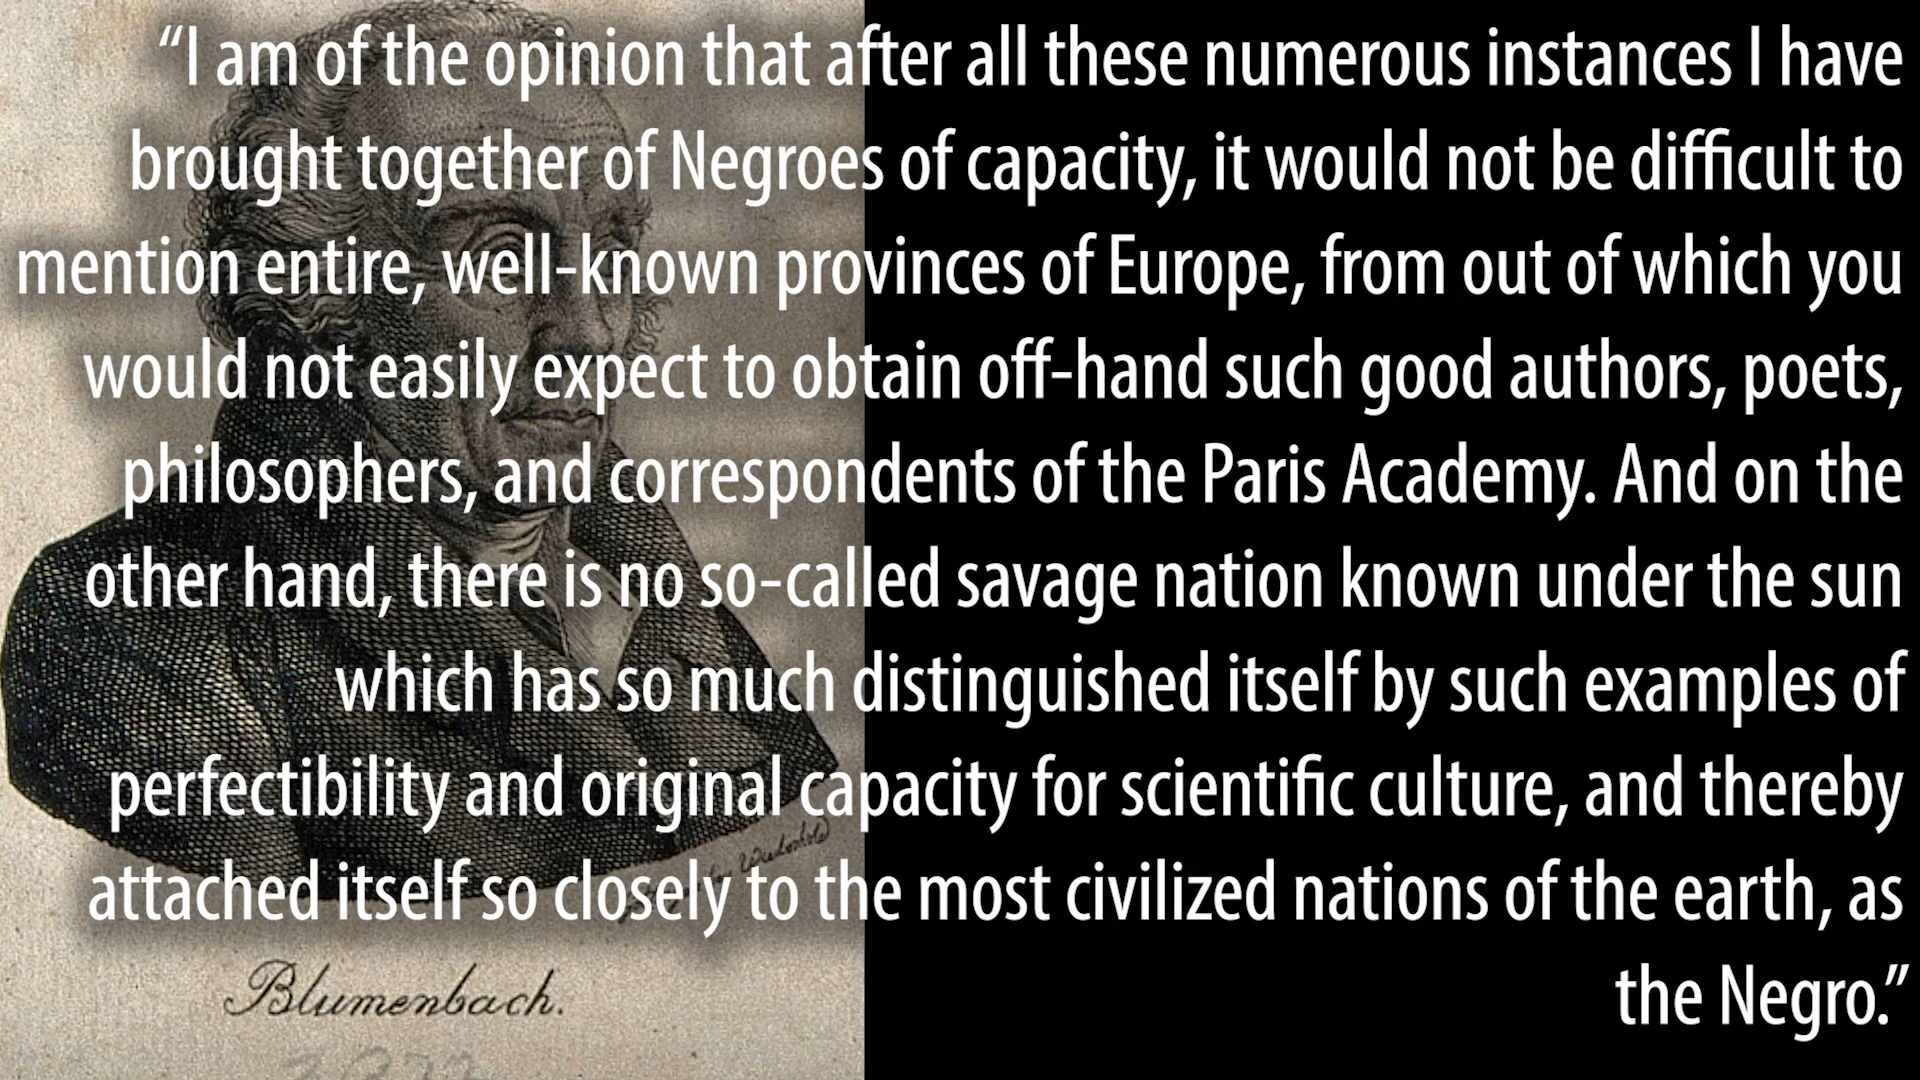 “I am of the opinion that after all these numerous instances I have
brought together of Negroes of capacity, it would not be difficult to
mention entire, well-known provinces of Europe, from out of which you
would not easily expect to obtain off-hand such good authors, poets,
philosophers, and correspondents of the Paris Academy. And on the
other hand, there is no so-called savage nation known under the sun
which has so much distinguished itself by such examples of
perfectibility and original capacity for scientific culture, and thereby
attached itself so closely to the most civilized nations of the earth, as
the Negro.”
Blumenbach.